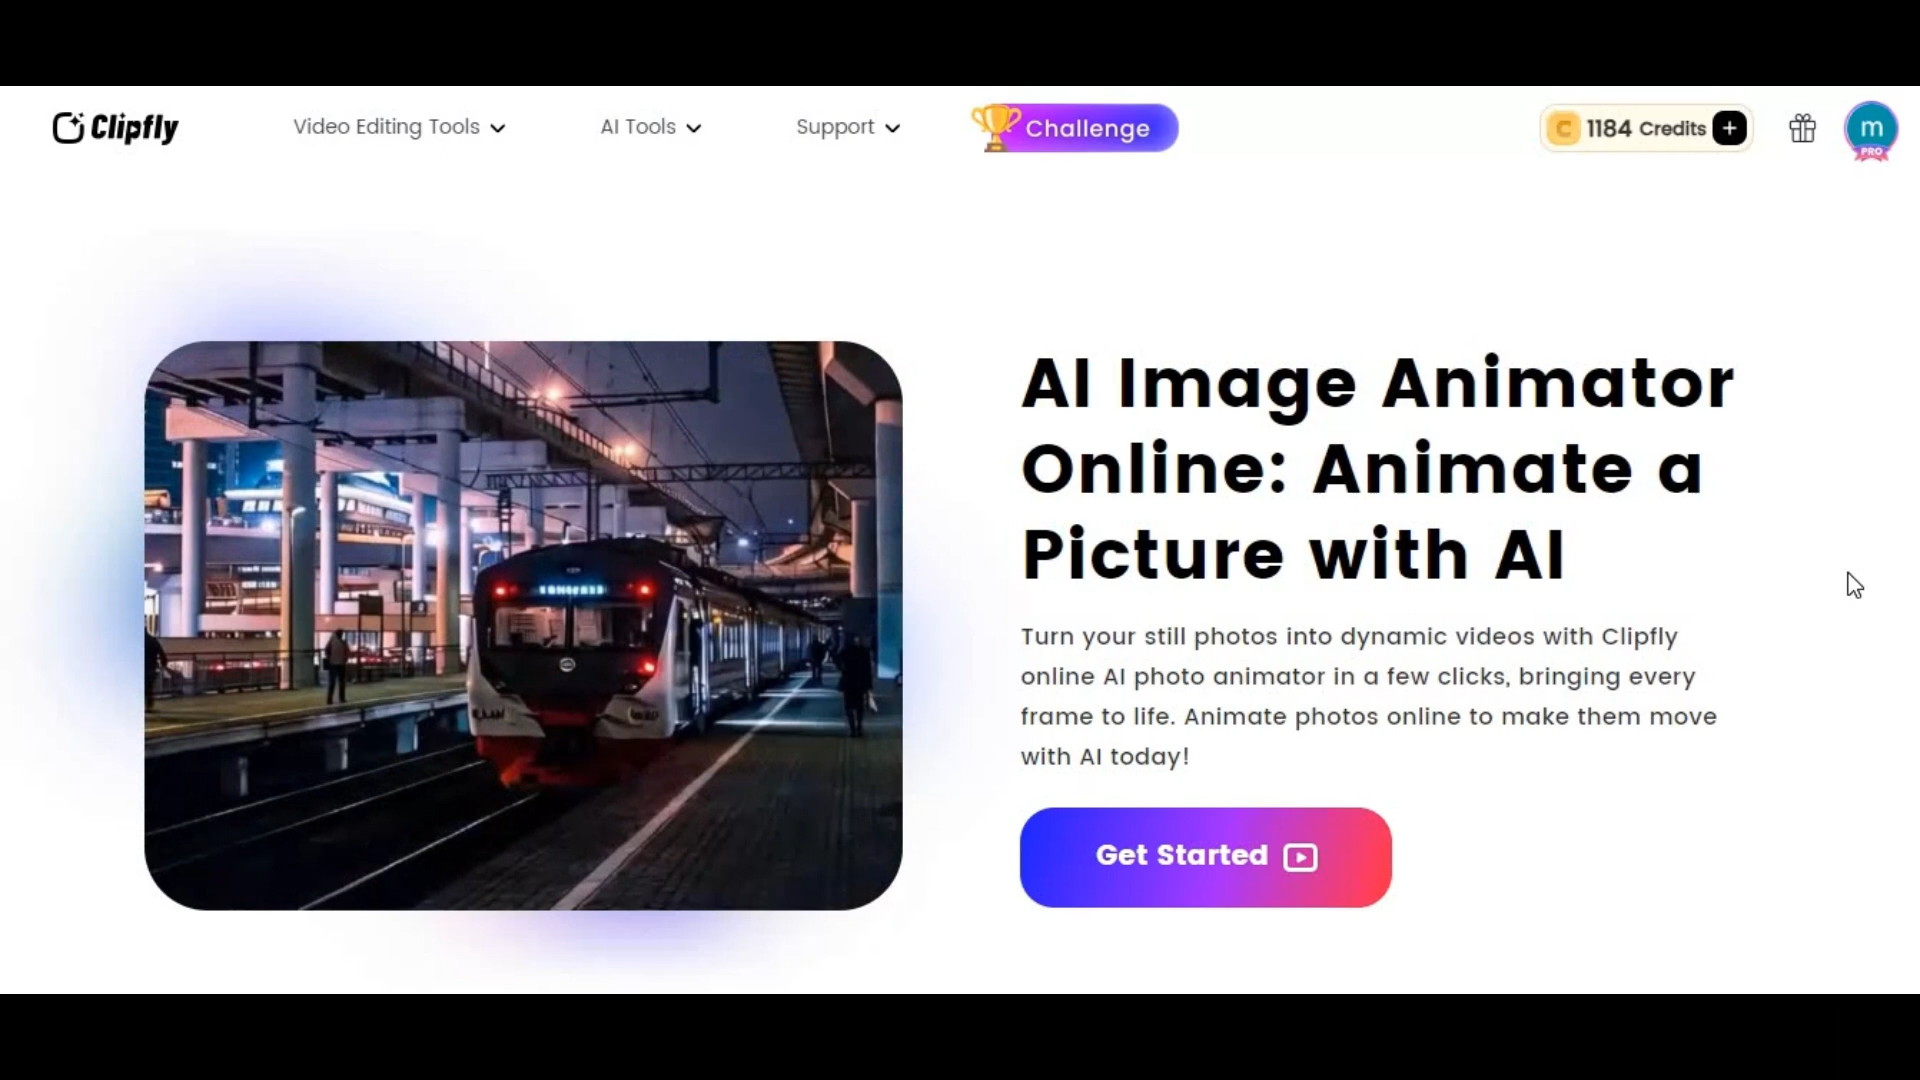 Clipfly
Video Editing Tools
AI Tools
Support
Challenge
C 1184 Credits +
m
PRO
AI Image Animator
Online: Animate a
Picture with AI
Turn your still photos into dynamic videos with Clipfly
online AI photo animator in a few clicks, bringing every
frame to life. Animate photos online to make them move
with AI today!
Get Started